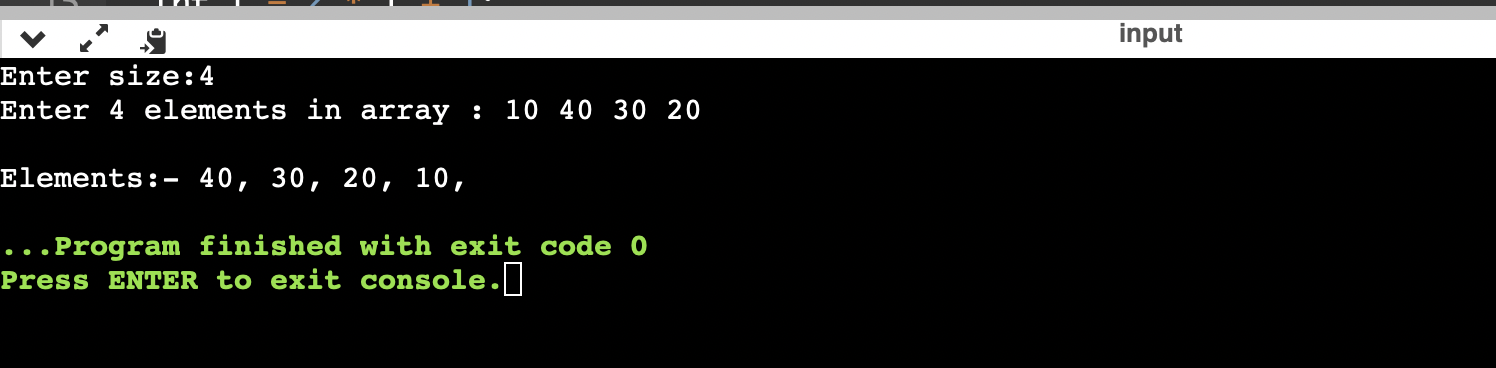 input
Enter size:4
Enter 4 elements in array : 10 40 30 20
Elements:- 40, 30, 20, 10,
...Program finished with exit code 0
Press ENTER to exit console.